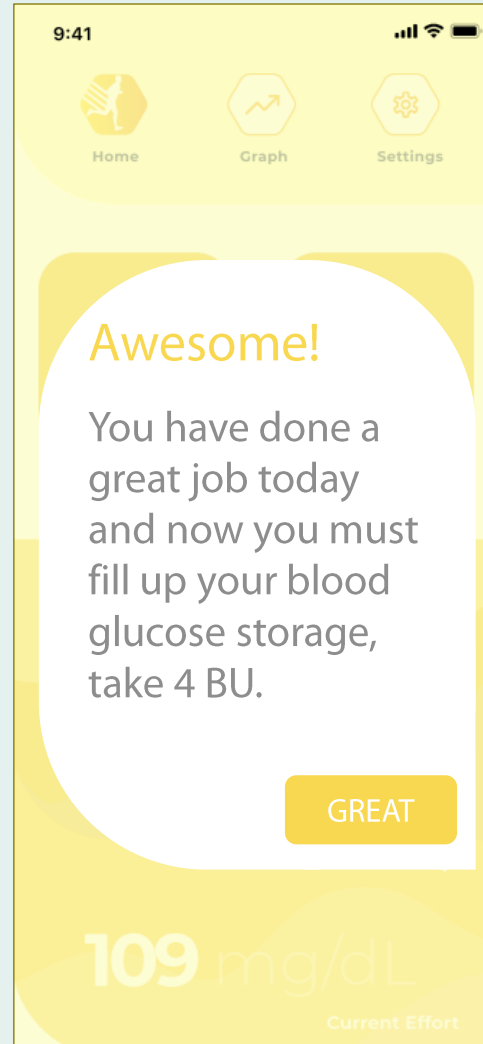 9:41
Home Graph Settings
Awesome!
You have done a
great job today
and now you must
fill up your blood
glucose storage,
take 4 BU.
GREAT
109 mg/dL
Current Effort